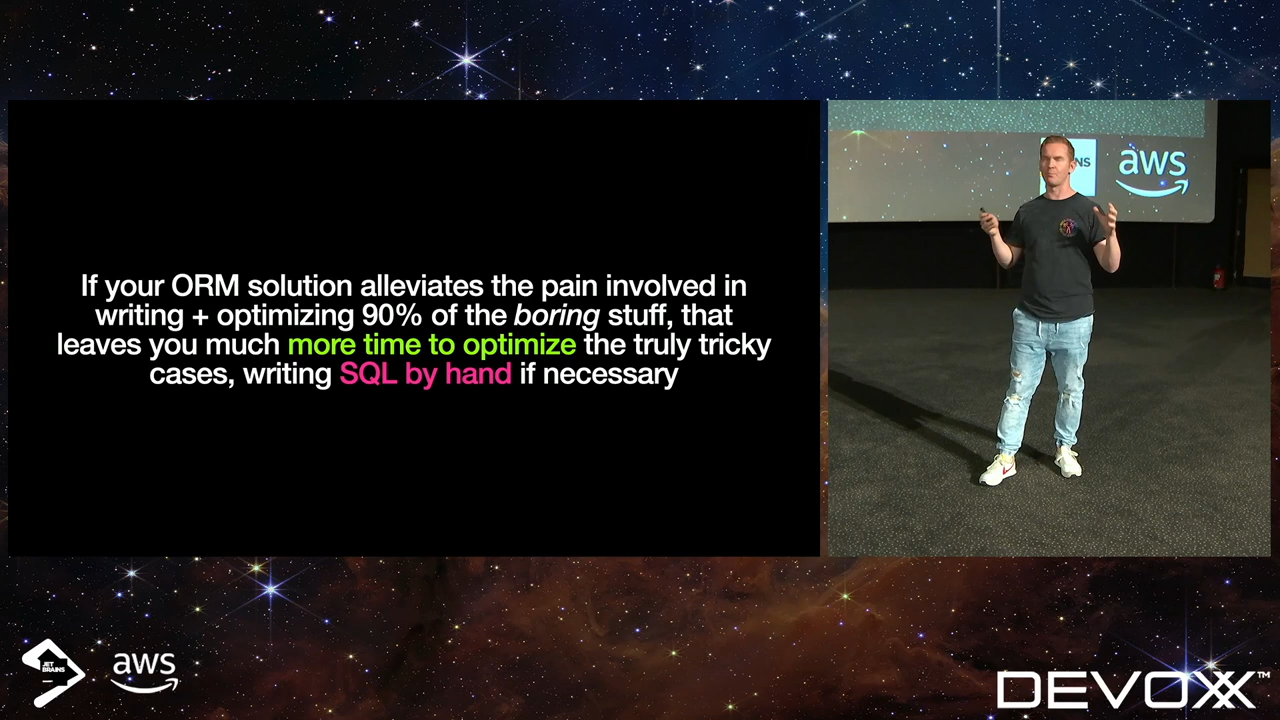 If your ORM solution alleviates the pain involved in
writing + optimizing 90% of the boring stuff, that
leaves you much more time to optimize the truly tricky
cases, writing SQL by hand if necessary
NS
aws
JET
BRAINS
aws
DEVOXX™